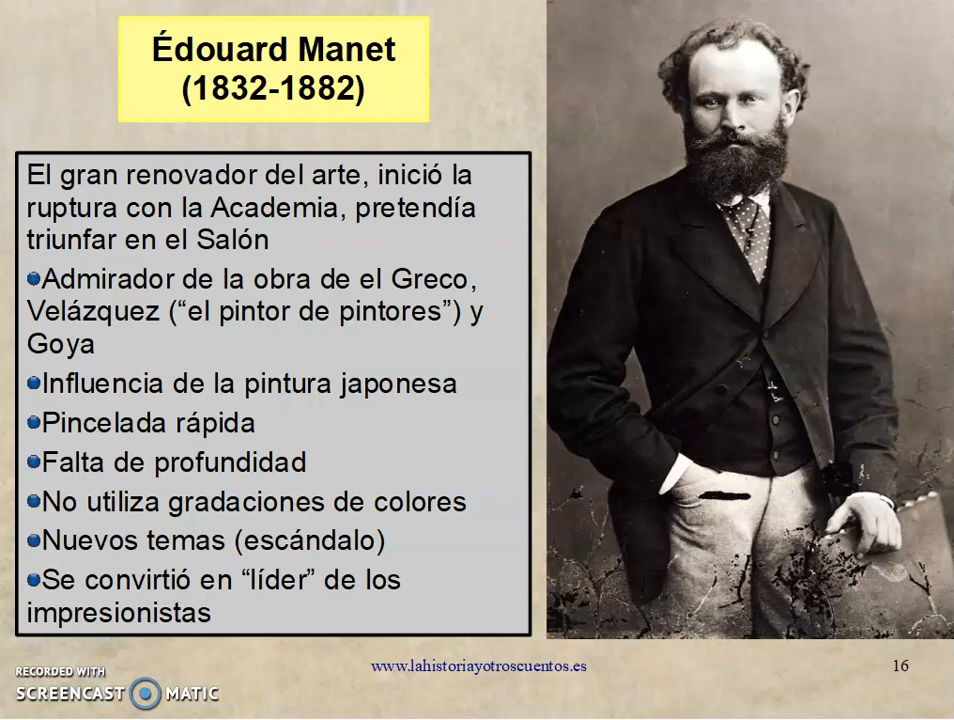 Édouard Manet
(1832-1882)
El gran renovador del arte, inició la
ruptura con la Academia, pretendía
triunfar en el Salón
Admirador de la obra de el Greco,
Velázquez (“el pintor de pintores”) y
Goya
Influencia de la pintura japonesa
Pincelada rápida
Falta de profundidad
No utiliza gradaciones de colores
Nuevos temas (escándalo)
Se convirtió en “líder” de los
impresionistas
www.lahistoriayotroscuentos.es
16
RECORDED WITH
SCREENCAST MATIC